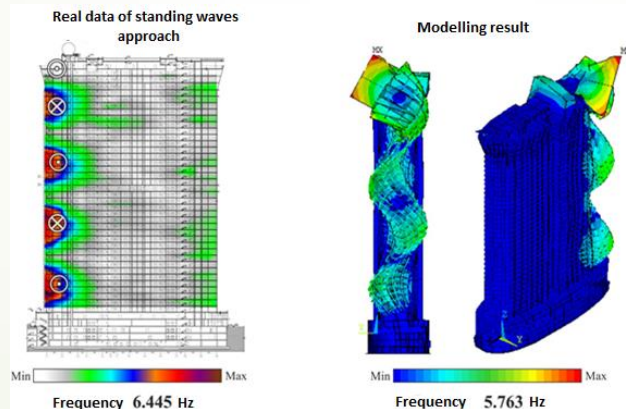 Real data of standing waves
approach
Modelling result
MX
M
Z
Y
Min
Max
Min
Max
Frequency 6.445 Hz
Frequency 5.763 Hz